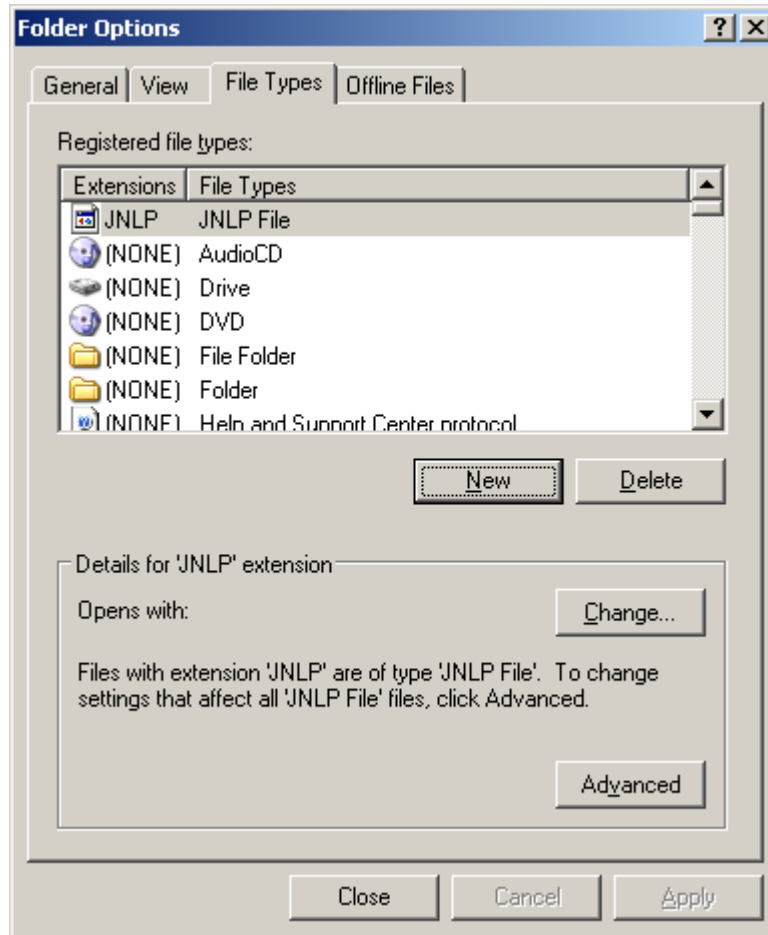 Folder Options
General View File Types Offline Files
Registered file types:
Extensions File Types
JNLP JNLP File
(NONE) AudioCD
(NONE) Drive
(NONE) DVD
(NONE) File Folder
(NONE) Folder
(NONE) Help and Support Center protocol
New Delete
Details for 'JNLP' extension
Opens with: Change...
Files with extension 'JNLP' are of type 'JNLP File'. To change
settings that affect all 'JNLP File' files, click Advanced.
Advanced
Close Cancel Apply